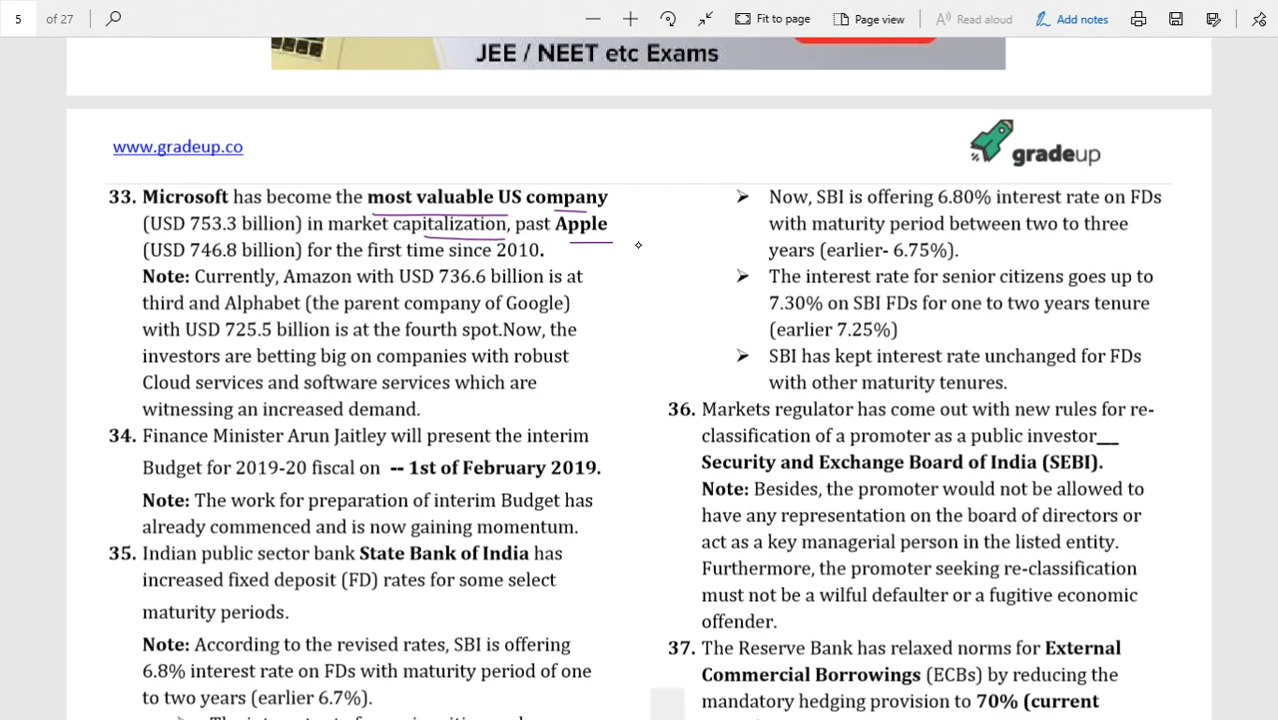 5 of 27 Fit to page Page view Read aloud Add notes
JEE / NEET etc Exams
www.gradeup.co
gradeup
33. Microsoft has become the most valuable US company
(USD 753.3 billion) in market capitalization, past Apple
(USD 746.8 billion) for the first time since 2010.
Note: Currently, Amazon with USD 736.6 billion is at
third and Alphabet (the parent company of Google)
with USD 725.5 billion is at the fourth spot.Now, the
investors are betting big on companies with robust
Cloud services and software services which are
witnessing an increased demand.
34. Finance Minister Arun Jaitley will present the interim
Budget for 2019-20 fiscal on -- 1st of February 2019.
Note: The work for preparation of interim Budget has
already commenced and is now gaining momentum.
35. Indian public sector bank State Bank of India has
increased fixed deposit (FD) rates for some select
maturity periods.
Note: According to the revised rates, SBI is offering
6.8% interest rate on FDs with maturity period of one
to two years (earlier 6.7%).
➢ Now, SBI is offering 6.80% interest rate on FDs
with maturity period between two to three
years (earlier- 6.75%).
➢ The interest rate for senior citizens goes up to
7.30% on SBI FDs for one to two years tenure
(earlier 7.25%)
➢ SBI has kept interest rate unchanged for FDs
with other maturity tenures.
36. Markets regulator has come out with new rules for re-
classification of a promoter as a public investor__
Security and Exchange Board of India (SEBI).
Note: Besides, the promoter would not be allowed to
have any representation on the board of directors or
act as a key managerial person in the listed entity.
Furthermore, the promoter seeking re-classification
must not be a wilful defaulter or a fugitive economic
offender.
37. The Reserve Bank has relaxed norms for External
Commercial Borrowings (ECBs) by reducing the
mandatory hedging provision to 70% (current